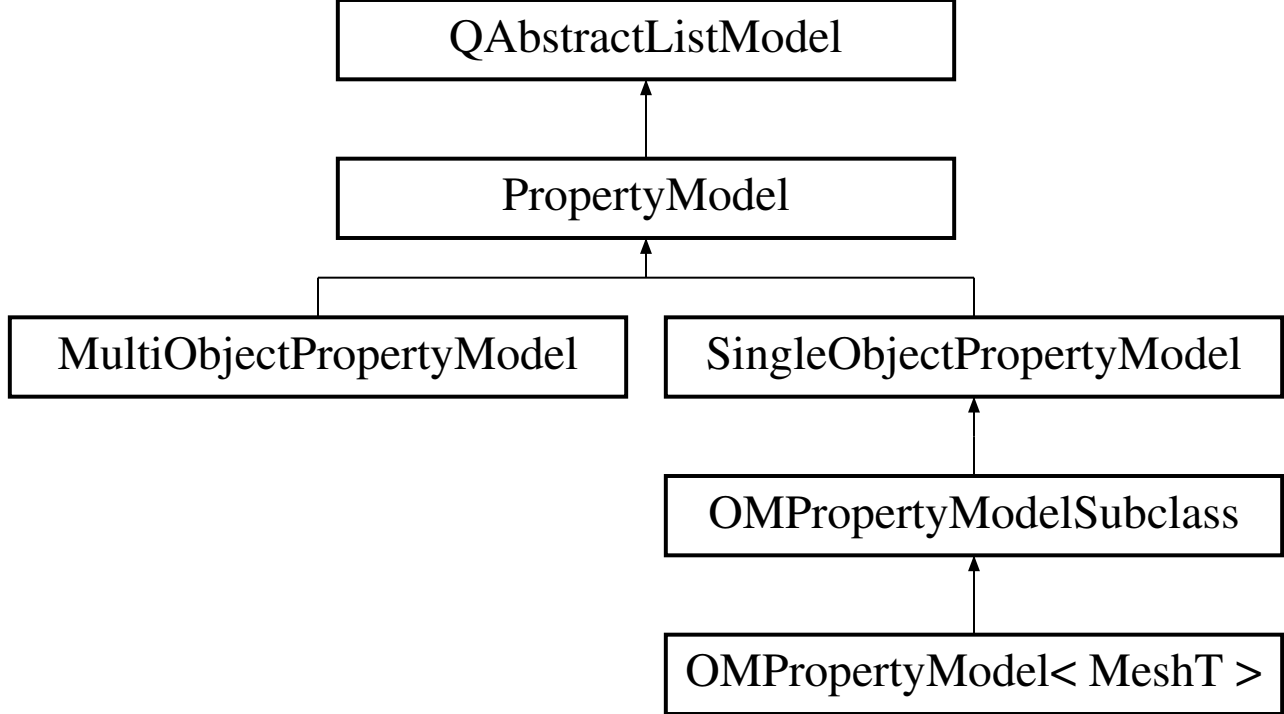 QAbstractListModel
PropertyModel
MultiObjectPropertyModel
SingleObjectPropertyModel
OMPropertyModelSubclass
OMPropertyModel< MeshT >